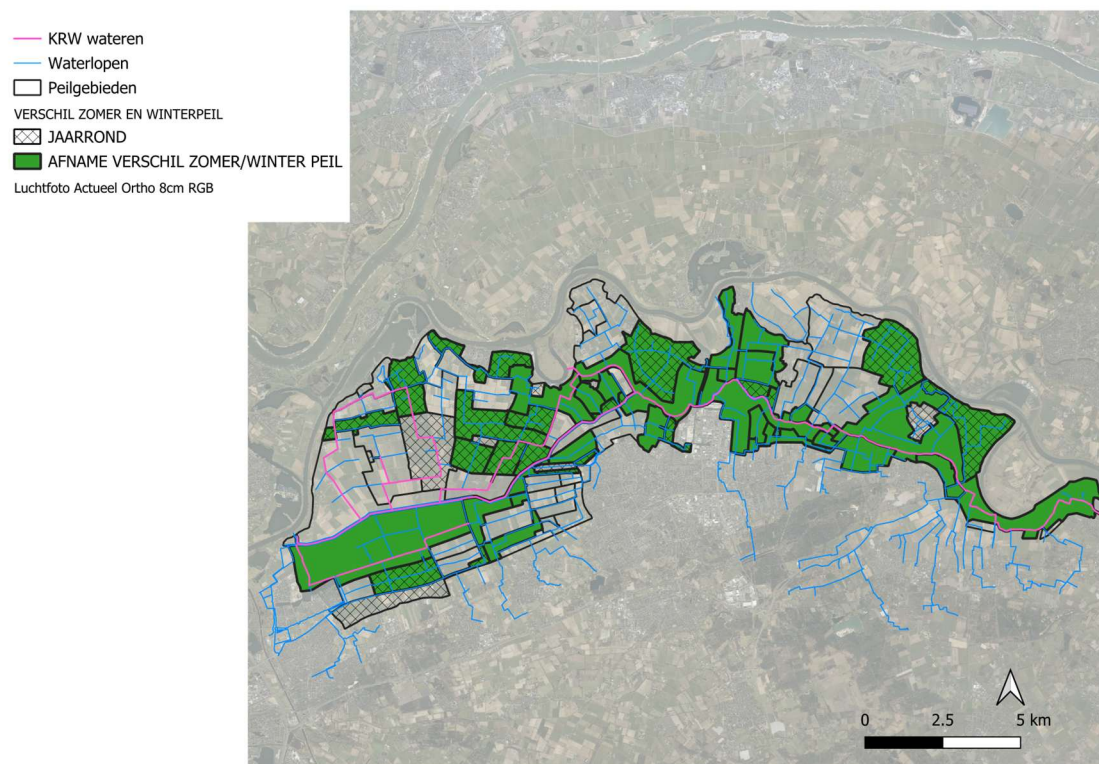 KRW wateren
Waterlopen
Peilgebieden
VERSCHIL ZOMER EN WINTERPEIL
JAARROND
AFNAME VERSCHIL ZOMER/WINTER PEIL
Luchtfoto Actueel Ortho 8cm RGB
0 2.5 5 km